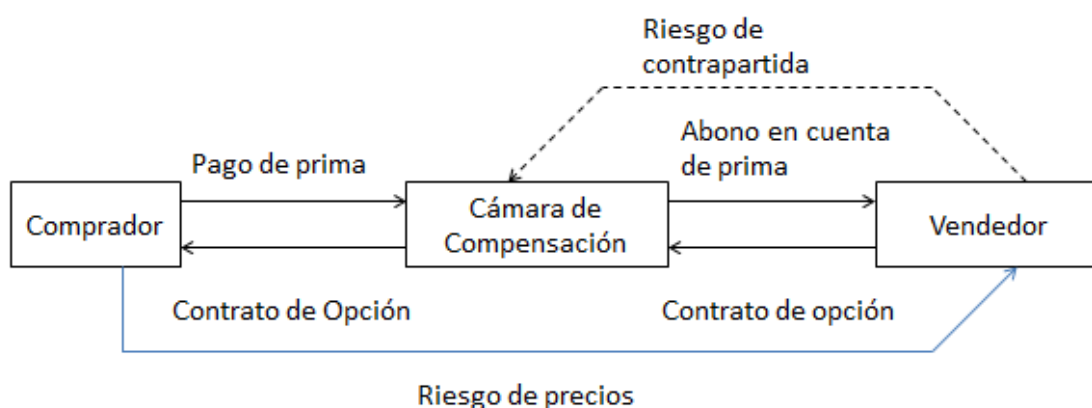 Riesgo de
contrapartida
Abono en cuenta
de prima
Pago de prima
Comprador
Cámara de
Compensación
Vendedor
Contrato de Opción
Contrato de opción
Riesgo de precios